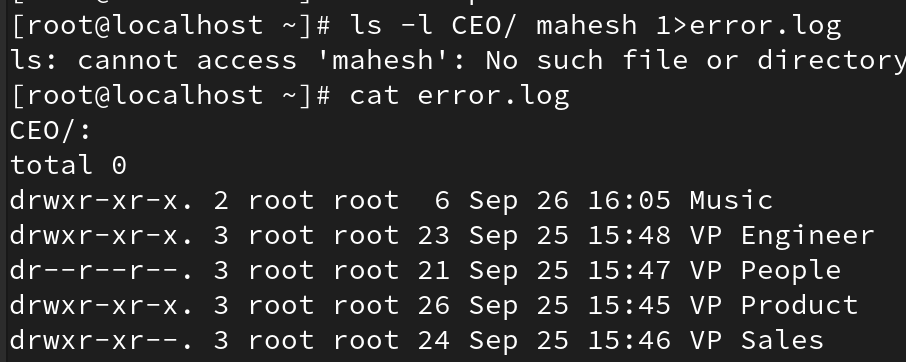 [root@localhost ~]# ls -l CEO/ mahesh 1>error.log
ls: cannot access 'mahesh': No such file or directory
[root@localhost ~]# cat error.log
CEO/:
total 0
drwxr-xr-x. 2 root root  6 Sep 26 16:05 Music
drwxr-xr-x. 3 root root 23 Sep 25 15:48 VP Engineer
dr--r--r--. 3 root root 21 Sep 25 15:47 VP People
drwxr-xr-x. 3 root root 26 Sep 25 15:45 VP Product
drwxr-xr--. 3 root root 24 Sep 25 15:46 VP Sales